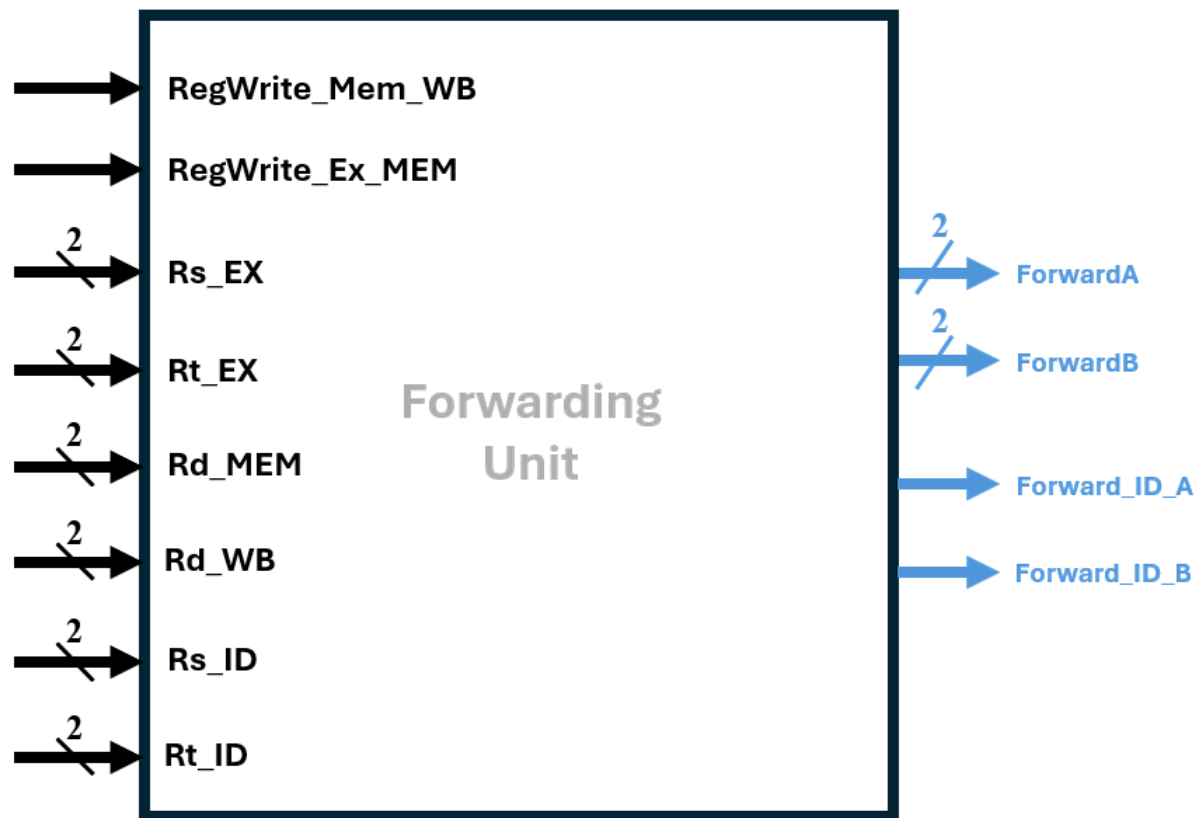 RegWrite_Mem_WB
RegWrite_Ex_MEM
2
Rs_EX
2
Rt_EX
2
Rd_MEM
2
Rd_WB
2
Rs_ID
2
Rt_ID
Forwarding
Unit
2
ForwardA
2
ForwardB
Forward_ID_A
Forward_ID_B